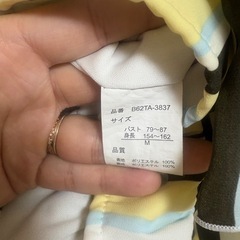 品番 B62TA-3837
サイズ
バスト 79~87
身長 154~162
M
品質
ポリエステル 100%
ポリエステル 100%